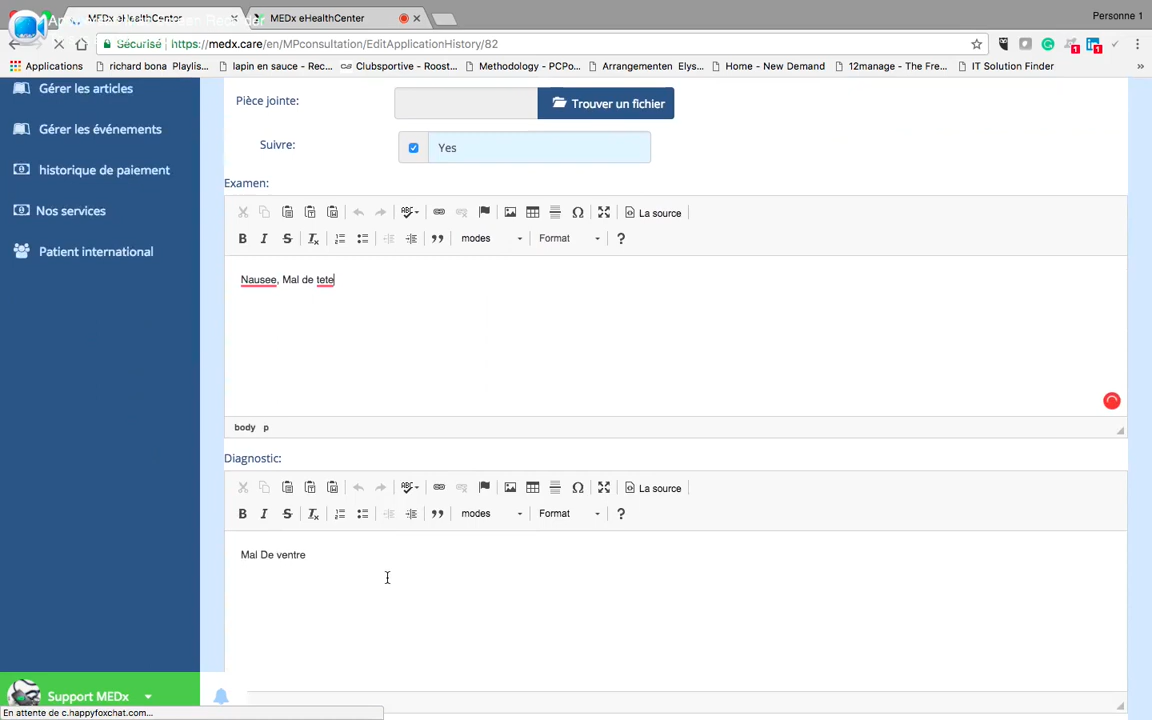 MEDx eHealthCenter
MEDx eHealthCenter
Personne 1
Sécurisé https://medx.care/en/MPconsultation/EditApplicationHistory/82
Applications
richard bona Playlis...
lapin en sauce - Rec...
Clubsportive - Roost...
Methodology - PCPo...
Arrangementen Elys...
Home - New Demand
12manage - The Fre...
IT Solution Finder
»
Gérer les articles
Gérer les événements
historique de paiement
Nos services
Patient international
Pièce jointe:
Trouver un fichier
Suivre:
Yes
Examen:
La source
B I S Tx modes Format ?
Nausee, Mal de tete
body p
Diagnostic:
La source
B I S Tx modes Format ?
Mal De ventre
Support MEDx
En attente de c.happyfoxchat.com...